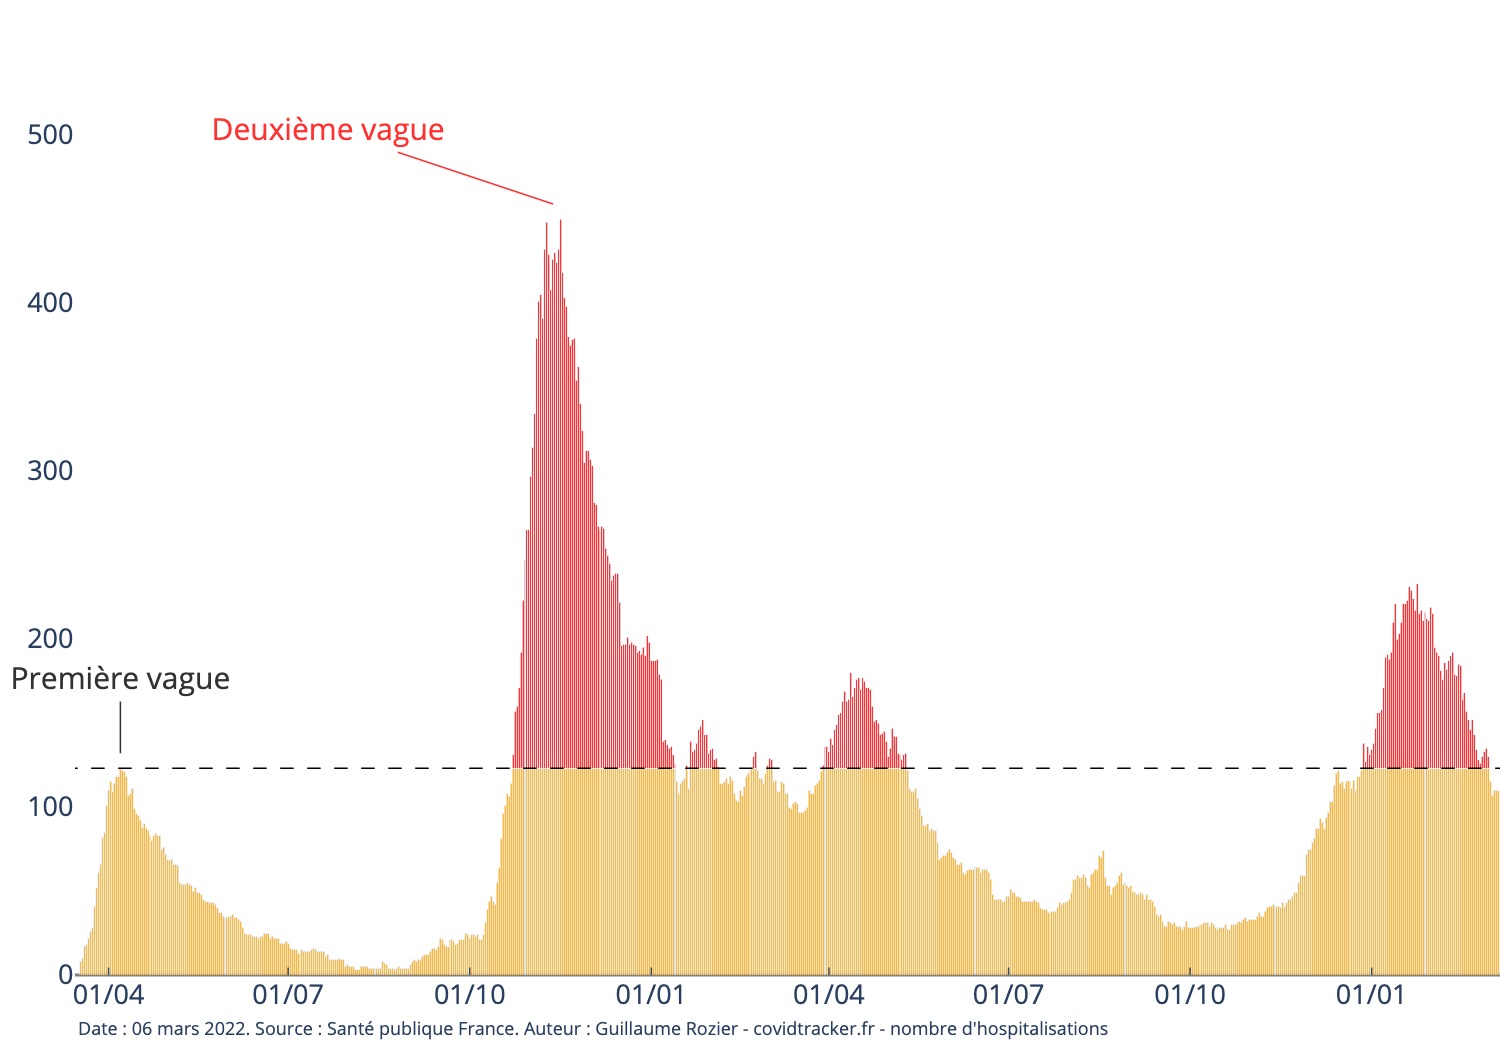 500
Deuxième vague
400
300
200
Première vague
100
0
01/04 01/07 01/10 01/01 01/04 01/07 01/10 01/01
Date : 06 mars 2022. Source : Santé publique France. Auteur : Guillaume Rozier - covidtracker.fr - nombre d'hospitalisations